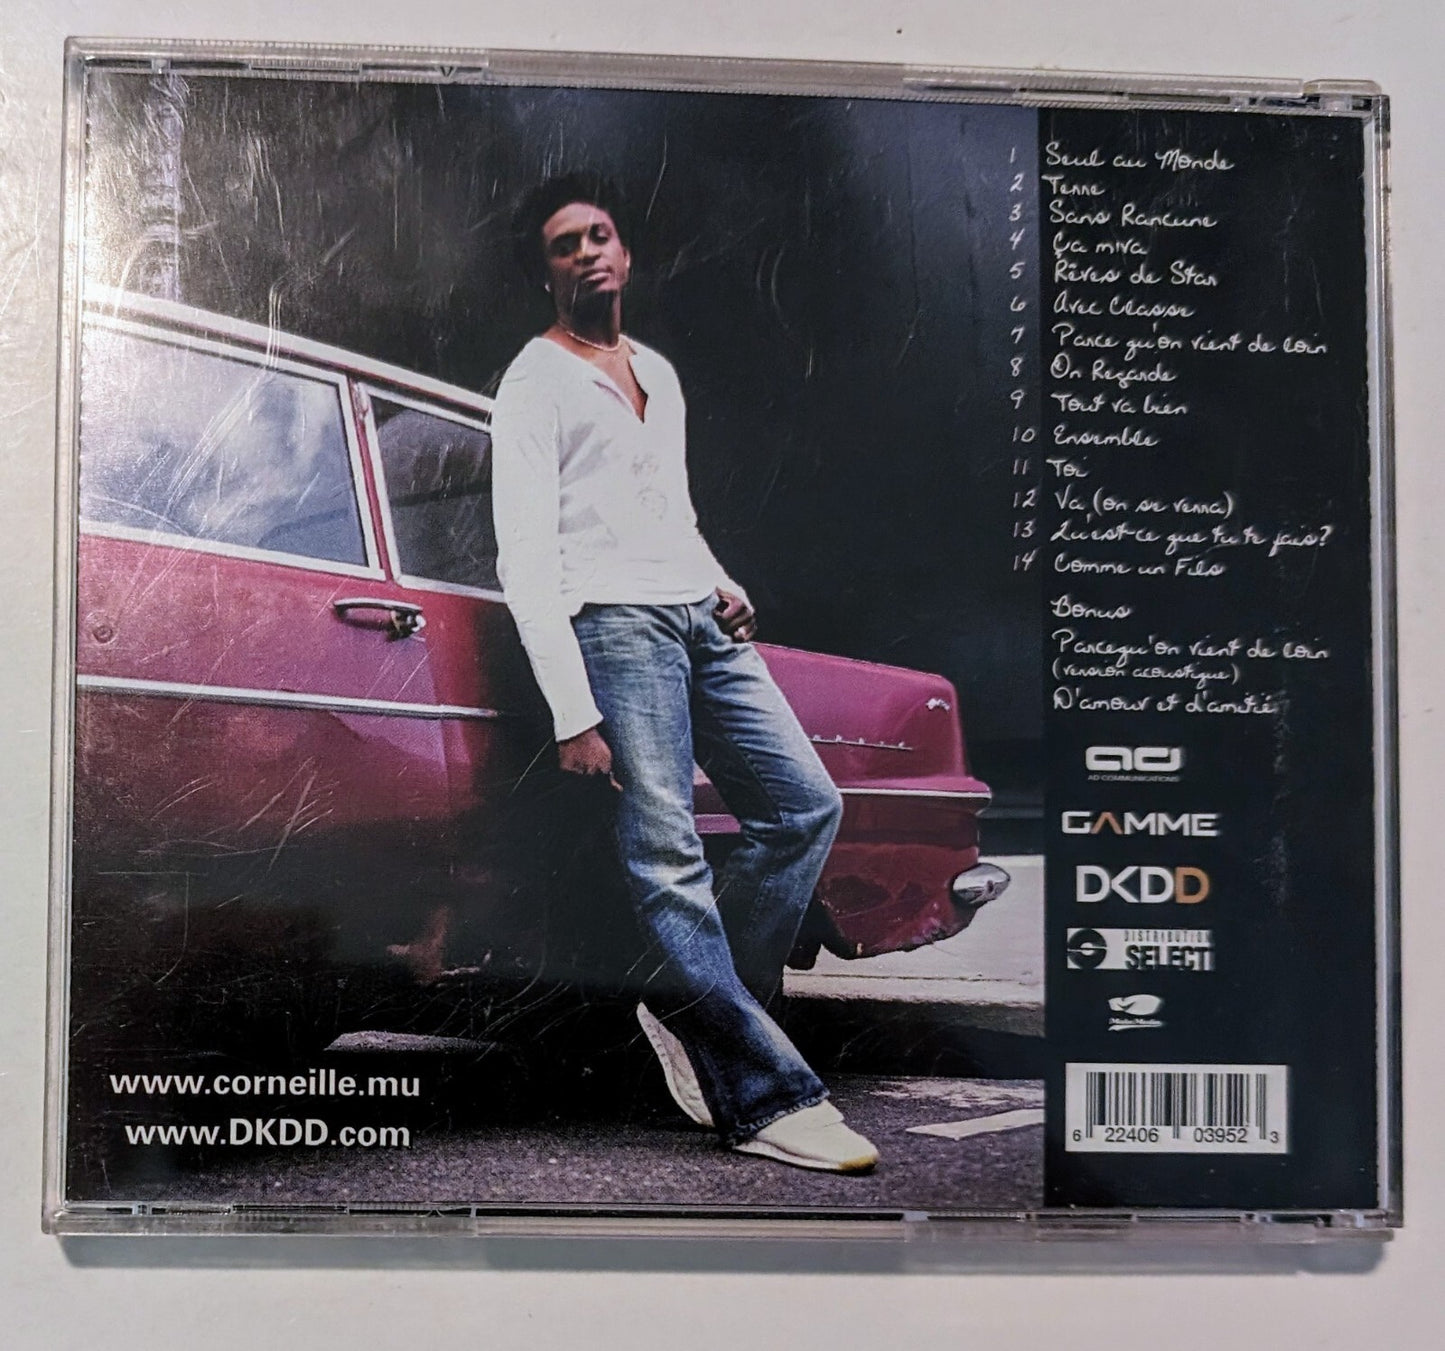 1 Seul au Monde
2 Terre
3 Sans Rancune
4 Ça mira
5 Rêves de Star
6 Avec Classe
7 Parce qu'on vient de loin
8 On Regarde
9 Tout va bien
10 Ensemble
11 Toi
12 Va (on se verra)
13 Qu'est-ce que tu te fais?
14 Comme un Fils
Bonus
Parcequ'on vient de loin
(version acoustique)
D'amour et d'amitié
ad
AD COMMUNICATIONS
GAMME
DKDD
DISTRIBUTION
SELECT
www.corneille.mu
www.DKDD.com
6 22406 03952 3